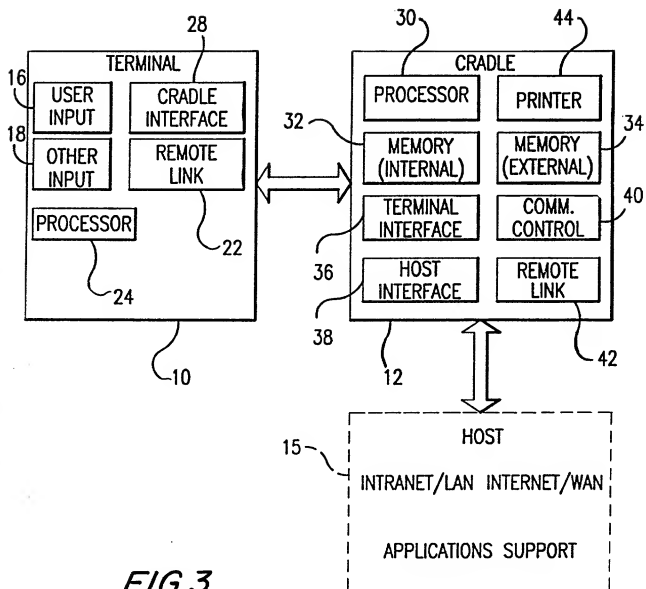 28
30
44
TERMINAL
CRADLE
16
USER
INPUT
CRADLE
INTERFACE
PROCESSOR
PRINTER
32
34
18
OTHER
INPUT
REMOTE
LINK
MEMORY
(INTERNAL)
MEMORY
(EXTERNAL)
PROCESSOR
TERMINAL
INTERFACE
COMM.
CONTROL
40
24
22
36
HOST
INTERFACE
REMOTE
LINK
38
10
12
42
HOST
15
INTRANET/LAN INTERNET/WAN
APPLICATIONS SUPPORT
FIG.3